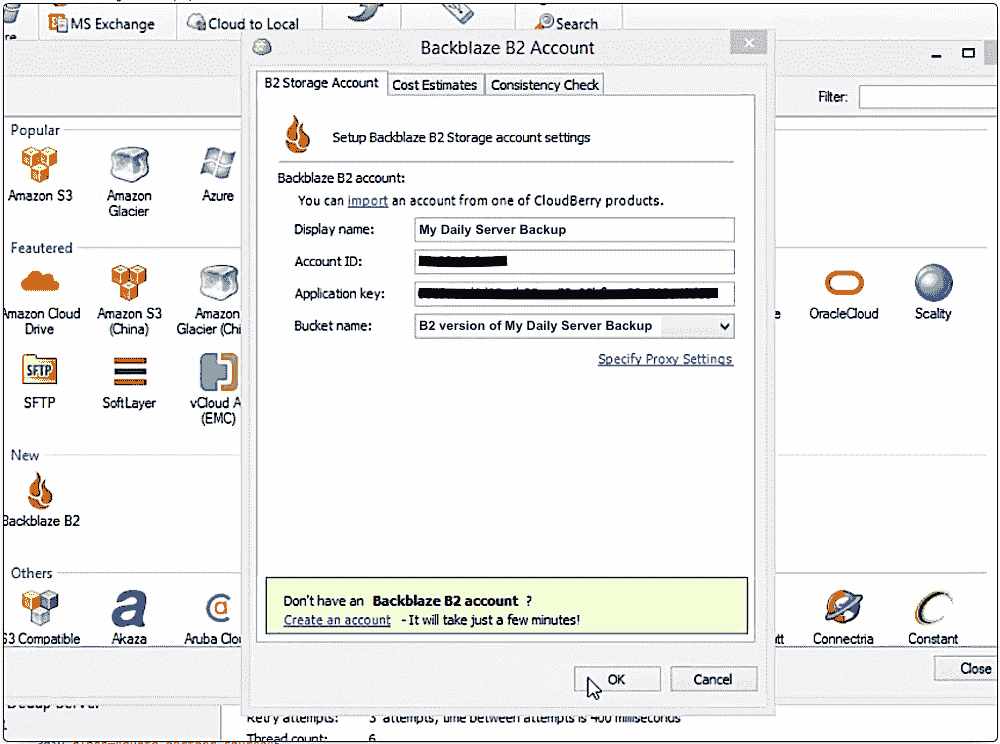 MS Exchange
Cloud to Local
Search
re
Backblaze B2 Account
B2 Storage Account
Cost Estimates
Consistency Check
Filter:
Setup Backblaze B2 Storage account settings
Backblaze B2 account:
You can import an account from one of CloudBerry products.
Display name:
My Daily Server Backup
Account ID:
Application key:
Bucket name:
B2 version of My Daily Server Backup
Specify Proxy Settings
Popular
Amazon S3
Amazon
Glacier
Azure
Feautered
Amazon Cloud
Drive
Amazon S3
(China)
Amazon
Glacier (Chi
e
OracleCloud
Scality
SFTP
SFTP
SoftLayer
vCloud A
(EMC)
New
Backblaze B2
Others
S3 Compatible
a
Akaza
a
Aruba Clou
tt
Connectria
Constant
Don't have an Backblaze B2 account ?
Create an account - It will take just a few minutes!
OK
Cancel
Close
Dedup Server
Retry attempts: 3 attempts, time between attempts is 400 milliseconds
Thread count: 6